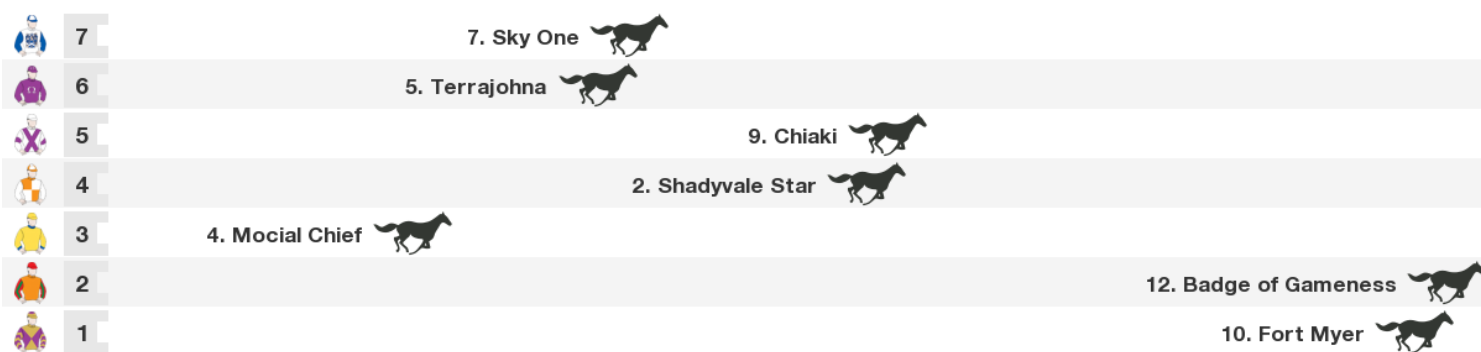 7 7. Sky One
6 5. Terrajohna
5 9. Chiaki
4 2. Shadyvale Star
3 4. Mocial Chief
2 12. Badge of Gameness
1 10. Fort Myer